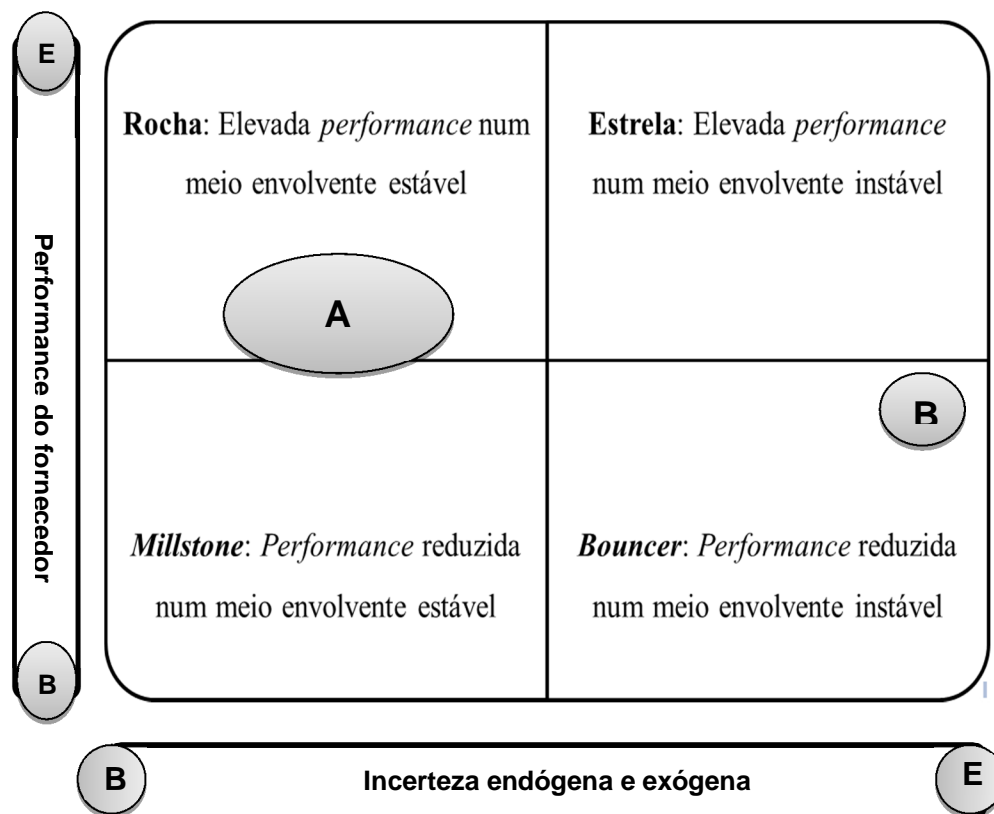 E
Rocha: Elevada performance num
meio envolvente estável
Estrela: Elevada performance
num meio envolvente instável
Performance do fornecedor
A
B
Millstone: Performance reduzida
num meio envolvente estável
Bouncer: Performance reduzida
num meio envolvente instável
B
B
Incerteza endógena e exógena
E